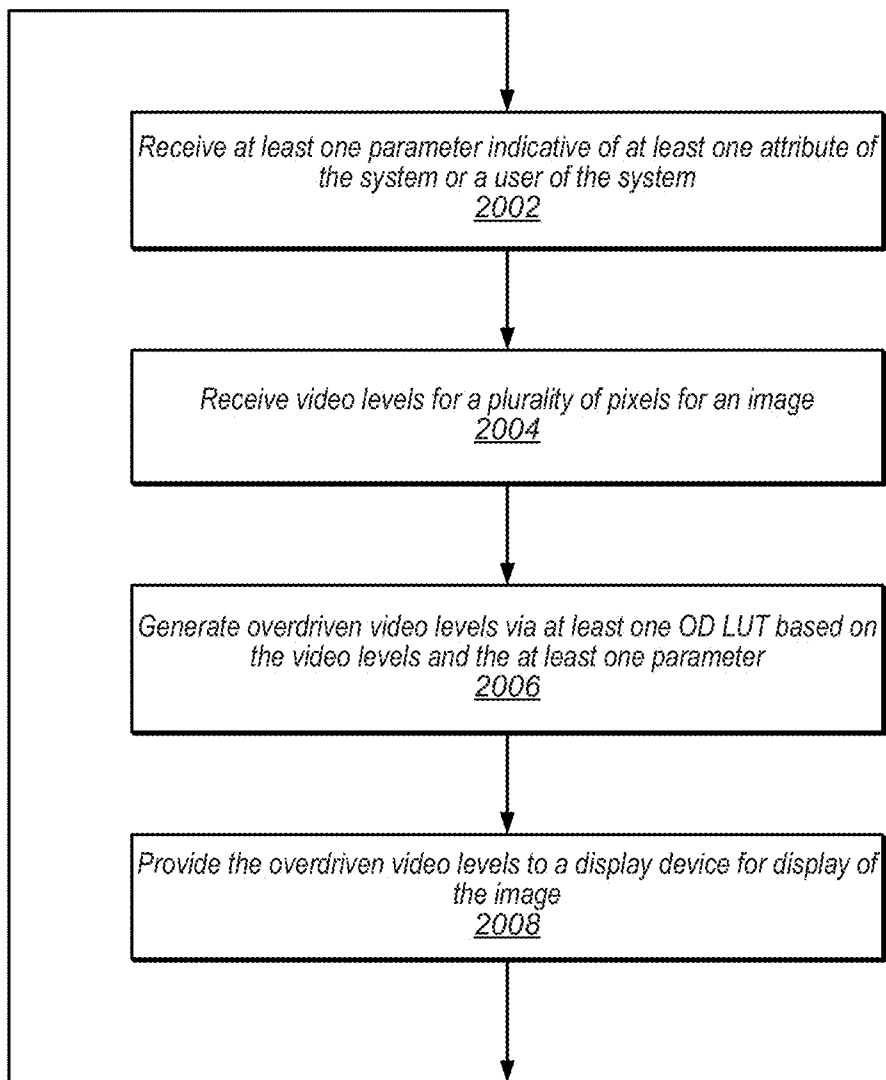 Receive at least one parameter indicative of at least one attribute of
the system or a user of the system
2002
Receive video levels for a plurality of pixels for an image
2004
Generate overdriven video levels via at least one OD LUT based on
the video levels and the at least one parameter
2006
Provide the overdriven video levels to a display device for display of
the image
2008